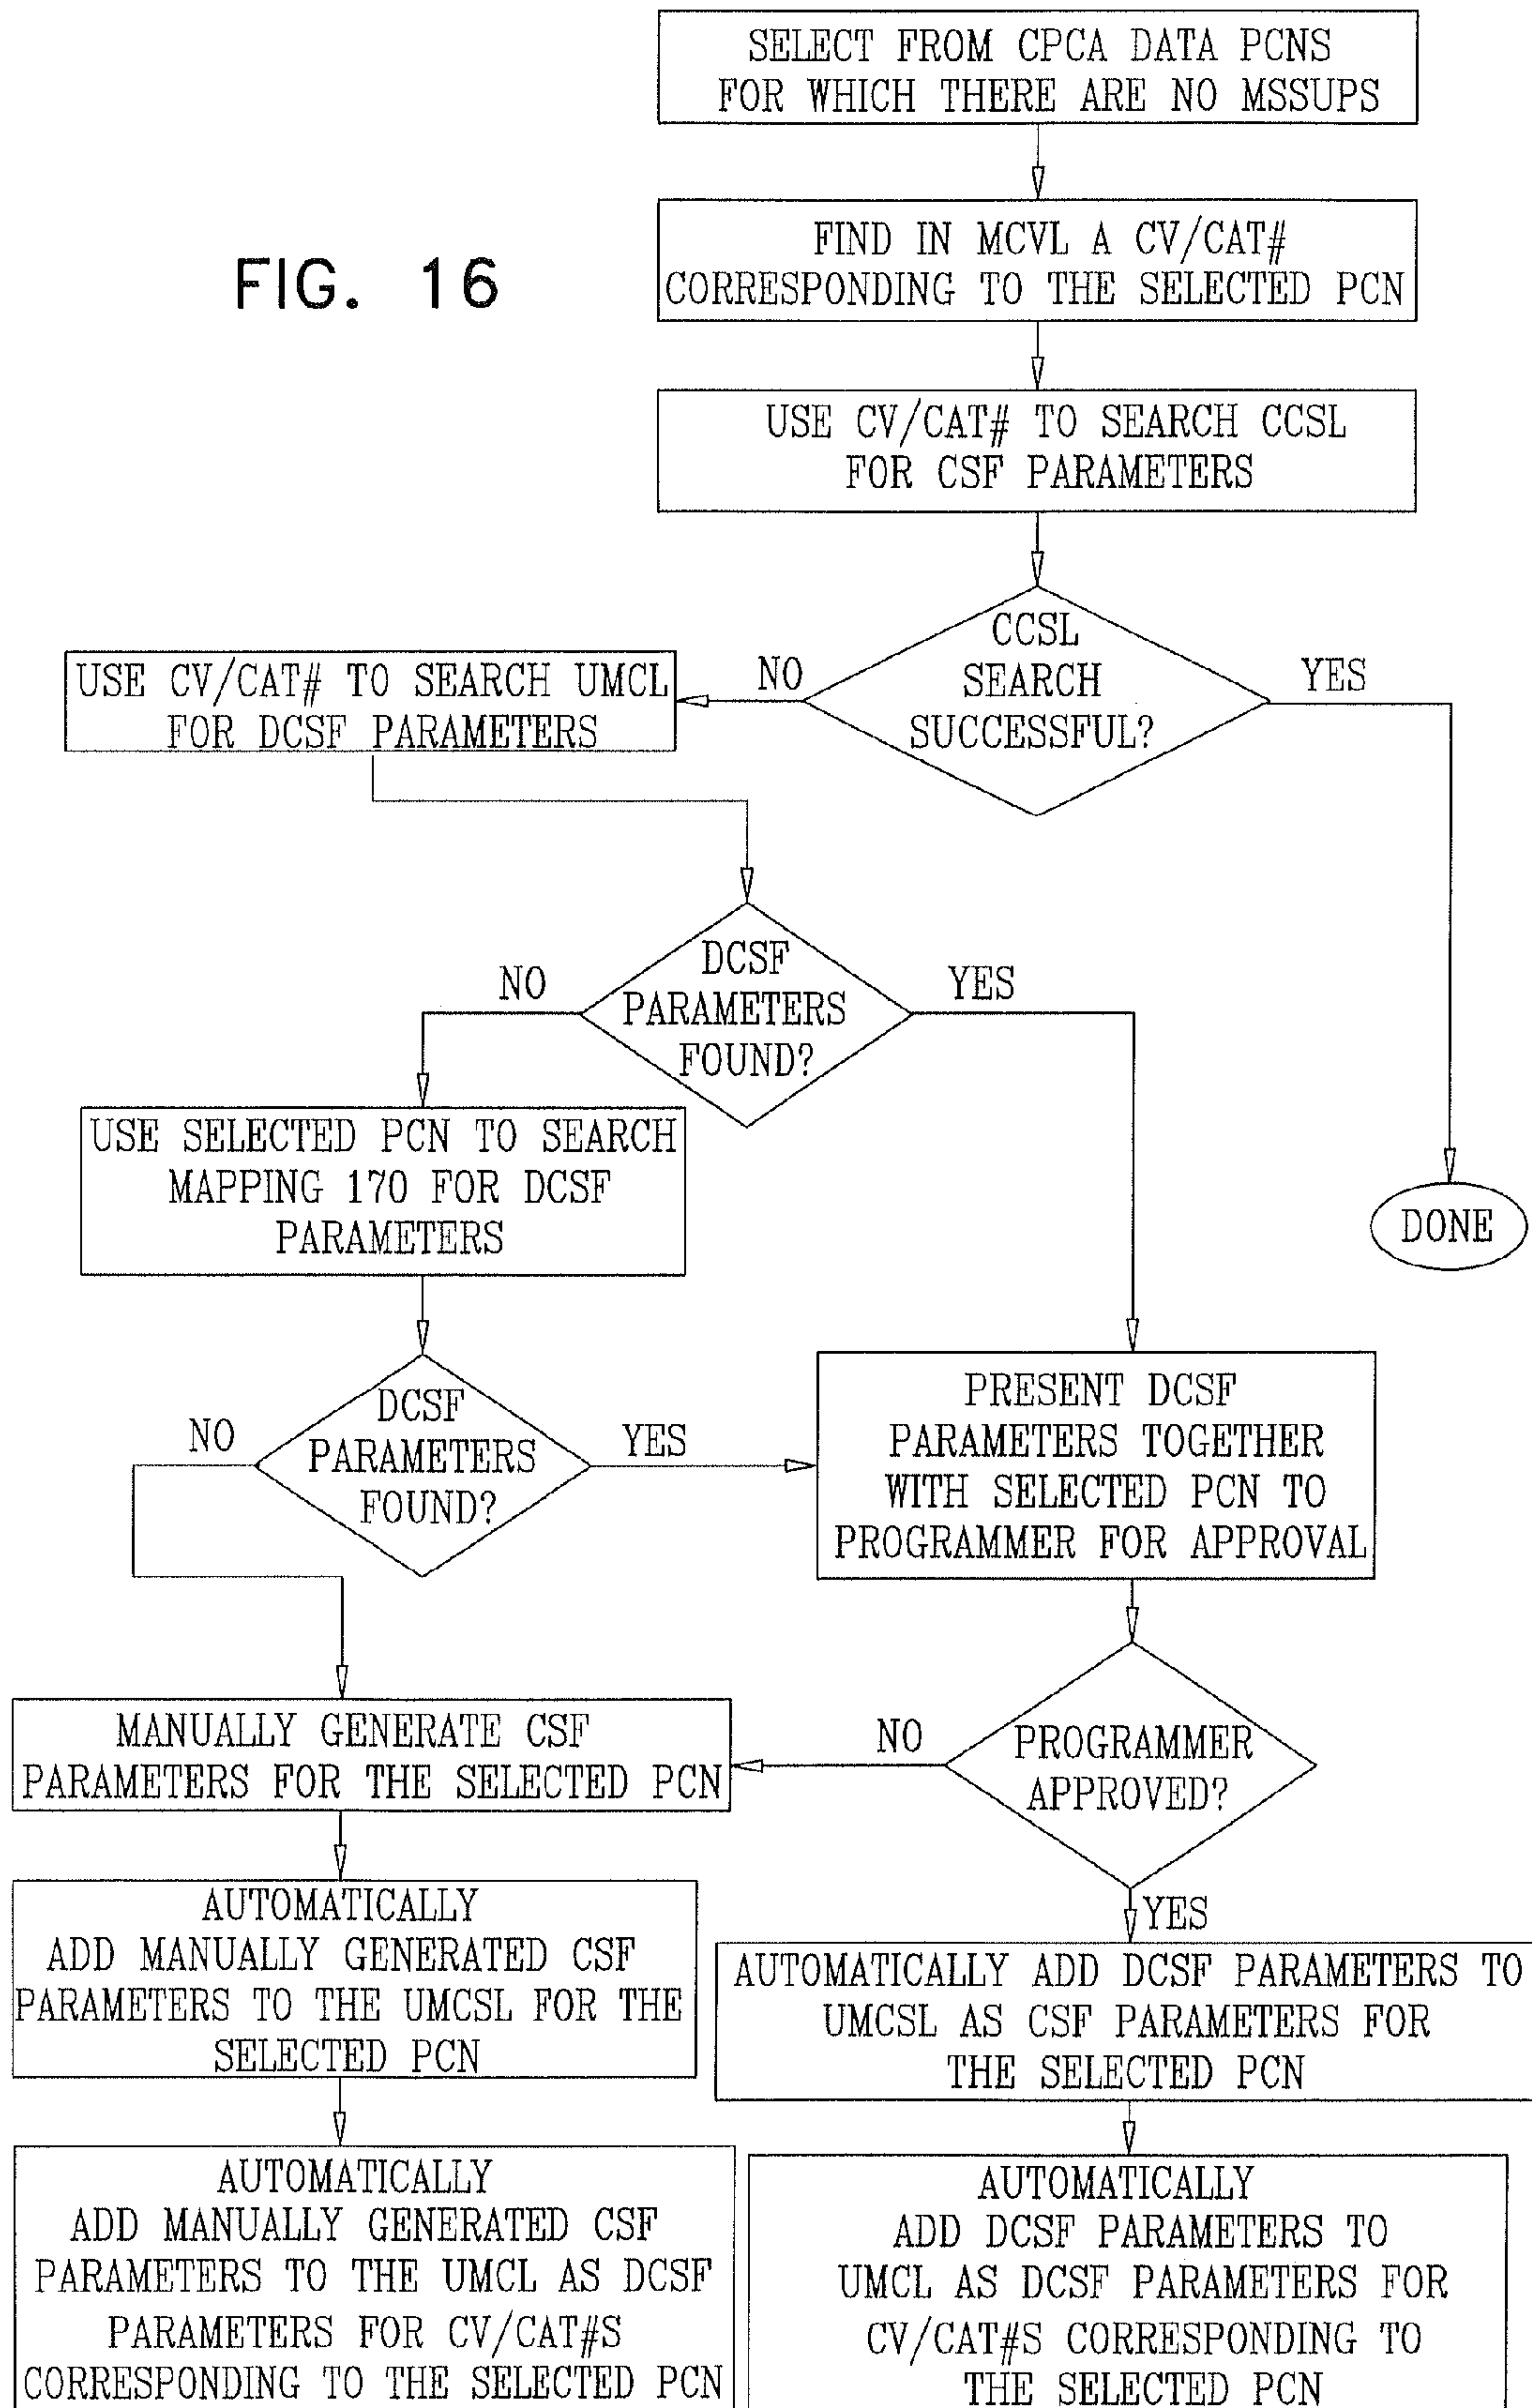 SELECT FROM CPCA DATA PCNS
FOR WHICH THERE ARE NO MSSUPS
FIG. 16
FIND IN MCVL A CV/CAT#
CORRESPONDING TO THE SELECTED PCN
USE CV/CAT# TO SEARCH CCSL
FOR CSF PARAMETERS
CCSL
SEARCH
SUCCESSFUL?
NO
YES
USE CV/CAT# TO SEARCH UMCL
FOR DCSF PARAMETERS
DCSF
PARAMETERS
FOUND?
NO
YES
USE SELECTED PCN TO SEARCH
MAPPING 170 FOR DCSF
PARAMETERS
DONE
DCSF
PARAMETERS
FOUND?
NO
YES
PRESENT DCSF
PARAMETERS TOGETHER
WITH SELECTED PCN TO
PROGRAMMER FOR APPROVAL
MANUALLY GENERATE CSF
PARAMETERS FOR THE SELECTED PCN
NO
PROGRAMMER
APPROVED?
YES
AUTOMATICALLY
ADD MANUALLY GENERATED CSF
PARAMETERS TO THE UMCSL FOR THE
SELECTED PCN
AUTOMATICALLY ADD DCSF PARAMETERS TO
UMCSL AS CSF PARAMETERS FOR
THE SELECTED PCN
AUTOMATICALLY
ADD MANUALLY GENERATED CSF
PARAMETERS TO THE UMCL AS DCSF
PARAMETERS FOR CV/CAT#S
CORRESPONDING TO THE SELECTED PCN
AUTOMATICALLY
ADD DCSF PARAMETERS TO
UMCL AS DCSF PARAMETERS FOR
CV/CAT#S CORRESPONDING TO
THE SELECTED PCN